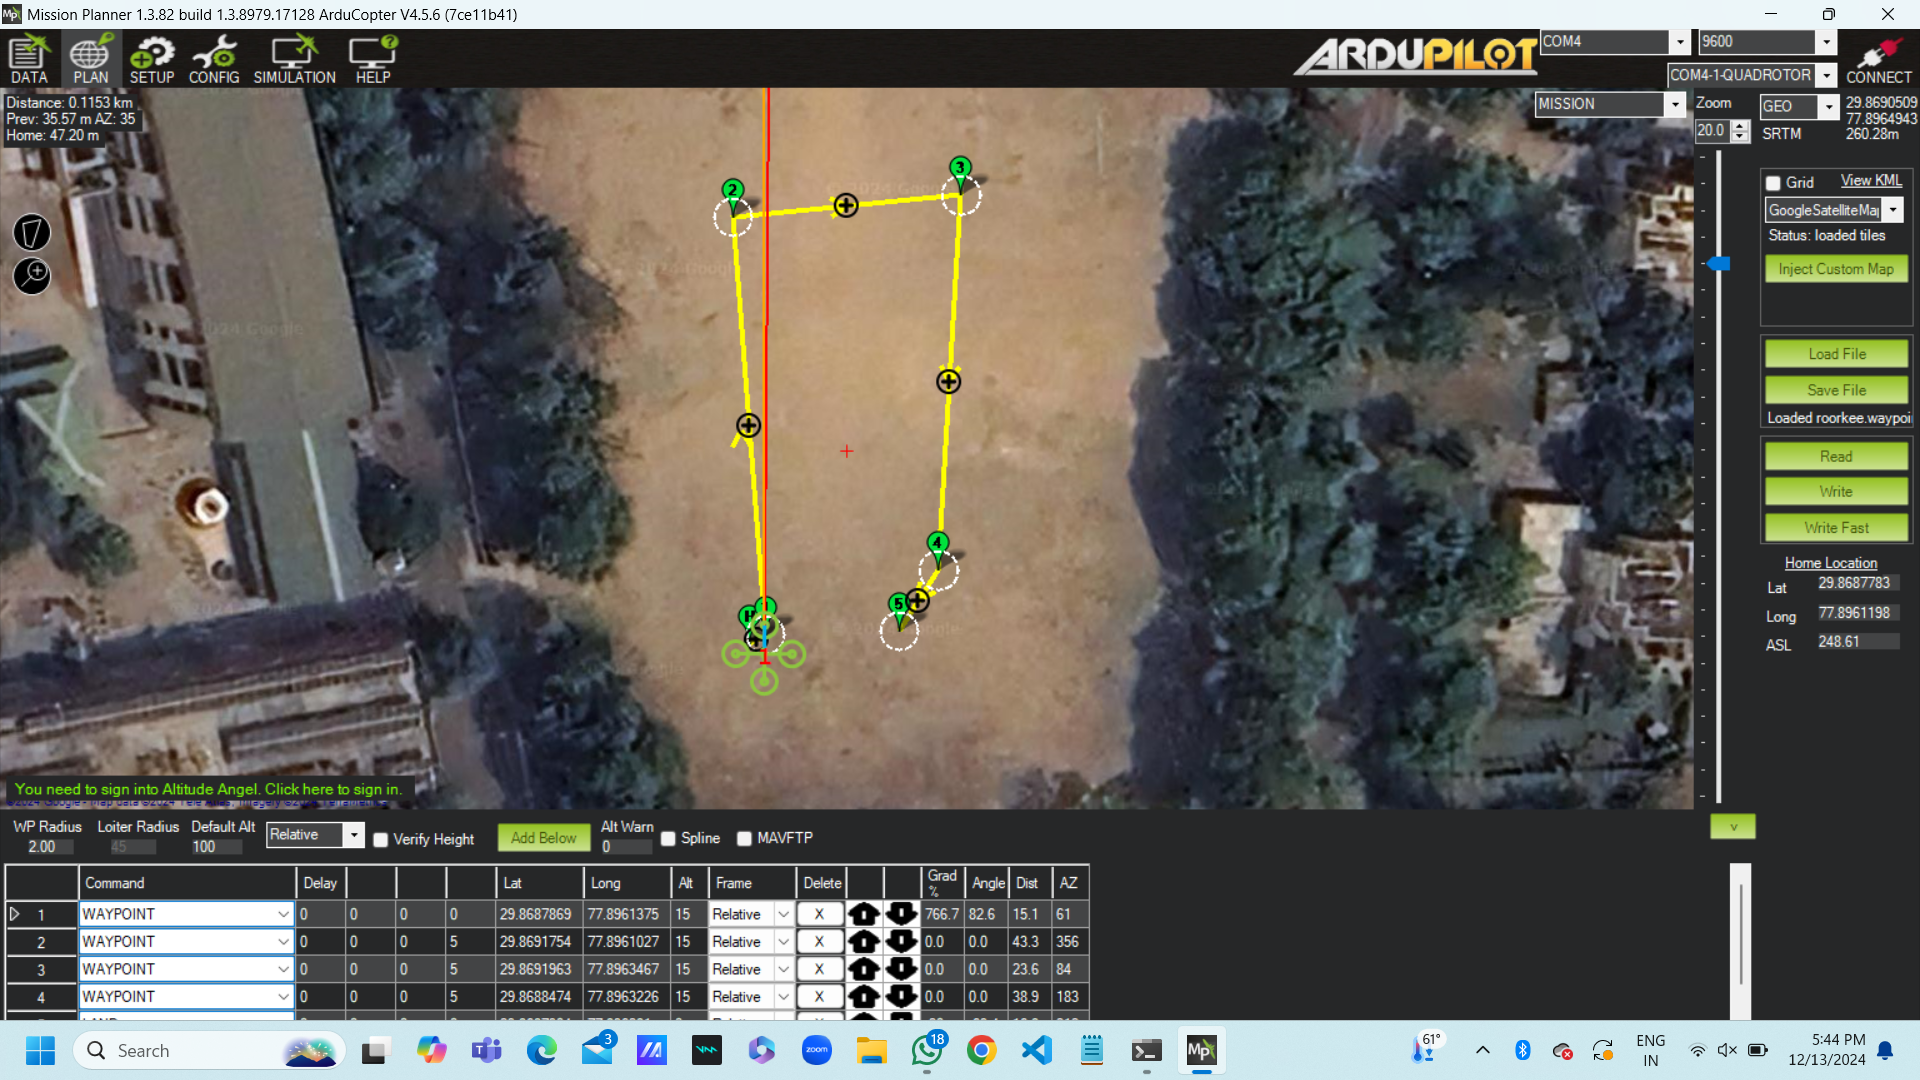 Mission Planner 1.3.82 build 1.3.8979.17128 ArduCopter V4.5.6 (7ce11b41)
DATA PLAN SETUP CONFIG SIMULATION HELP
ARDUPILOT
COM4 9600
COM4-1-QUADROTOR CONNECT
Distance: 0.1153 km
Prev: 35.57 m AZ: 35
Home: 47.20 m
MISSION
Zoom
20.0
GEO
29.8690509
77.8964943
SRTM 260.28m
Grid View KML
GoogleSatelliteMa
Status: loaded tiles
Inject Custom Map
Load File
Save File
Loaded roorkee.waypoi
Read
Write
Write Fast
Home Location
Lat 29.8687783
Long 77.8961198
ASL 248.61
2
3
4
5
H
1
2024 Google
You need to sign into Altitude Angel. Click here to sign in.
WP Radius Loiter Radius Default Alt Alt Warn
2.00 45 100 Relative Verify Height Add Below 0 Spline MAVFTP
v
Command Delay Lat Long Alt Frame Delete Grad % Angle Dist AZ
1 WAYPOINT 0 0 0 0 29.8687869 77.8961375 15 Relative X 766.7 82.6 15.1 61
2 WAYPOINT 0 0 0 5 29.8691754 77.8961027 15 Relative X 0.0 0.0 43.3 356
3 WAYPOINT 0 0 0 5 29.8691963 77.8963467 15 Relative X 0.0 0.0 23.6 84
4 WAYPOINT 0 0 0 5 29.8688474 77.8963226 15 Relative X 0.0 0.0 38.9 183
Search
3
zoom
18
Mp
61°
ENG
IN
5:44 PM
12/13/2024